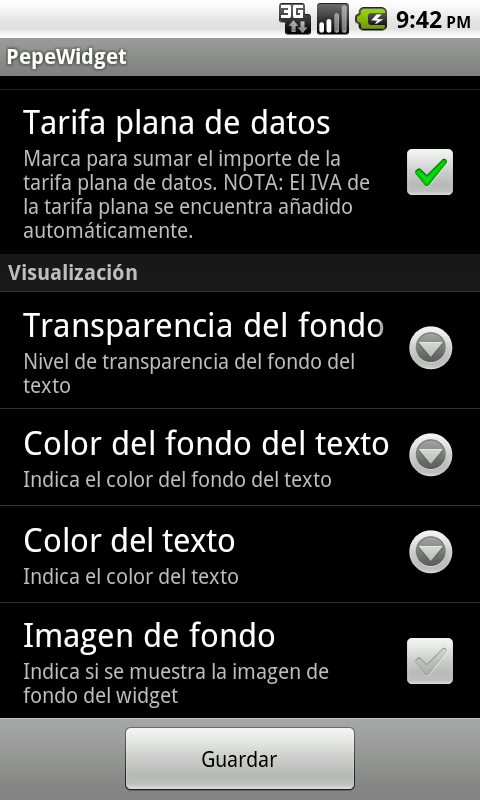 3G
9:42 PM
PepeWidget
Tarifa plana de datos
Marca para sumar el importe de la
tarifa plana de datos. NOTA: El IVA de
la tarifa plana se encuentra añadido
automáticamente.
Visualización
Transparencia del fondo
Nivel de transparencia del fondo del
texto
Color del fondo del texto
Indica el color del fondo del texto
Color del texto
Indica el color del texto
Imagen de fondo
Indica si se muestra la imagen de
fondo del widget
Guardar